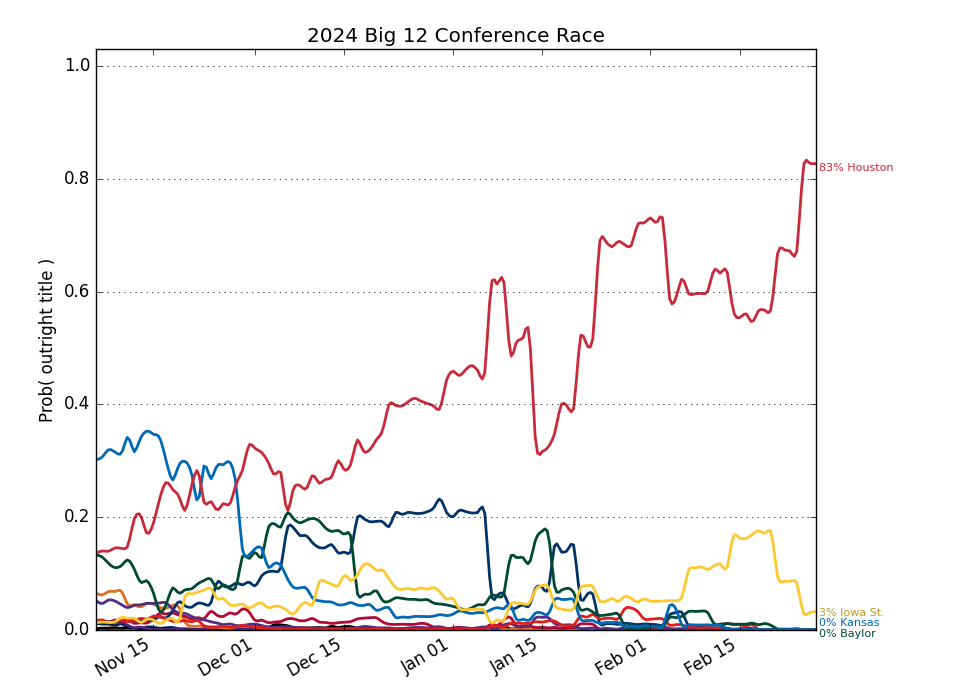 2024 Big 12 Conference Race
1.0
0.8
0.6
0.4
0.2
0.0
Prob( outright title )
83% Houston
3% Iowa St.
0% Kansas
0% Baylor
Nov 15
Dec 01
Dec 15
Jan 01
Jan 15
Feb 01
Feb 15